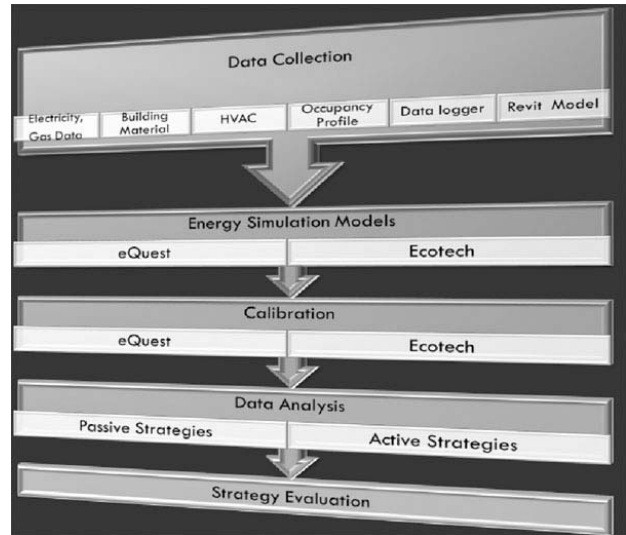 Data Collection
Electricity,
Gas Data
Building
Material
HVAC
Occupancy
Profile
Data logger
Revit Model
Energy Simulation Models
eQuest
Ecotech
Calibration
eQuest
Ecotech
Data Analysis
Passive Strategies
Active Strategies
Strategy Evaluation